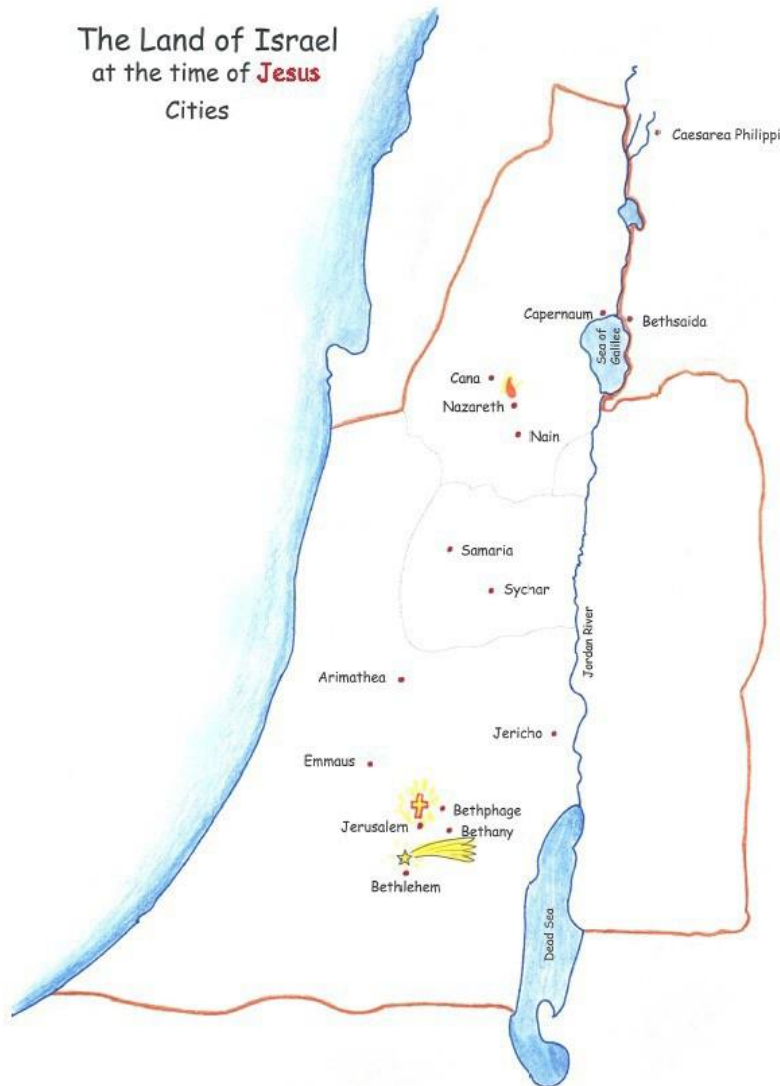 The Land of Israel
at the time of Jesus
Cities
Caesarea Philippi
Capernaum
Bethsaida
Sea of
Galilee
Cana
Nazareth
Nain
Samaria
Sychar
Jordan River
Arimathea
Jericho
Emmaus
Bethphage
Jerusalem
Bethany
Bethlehem
Dead Sea